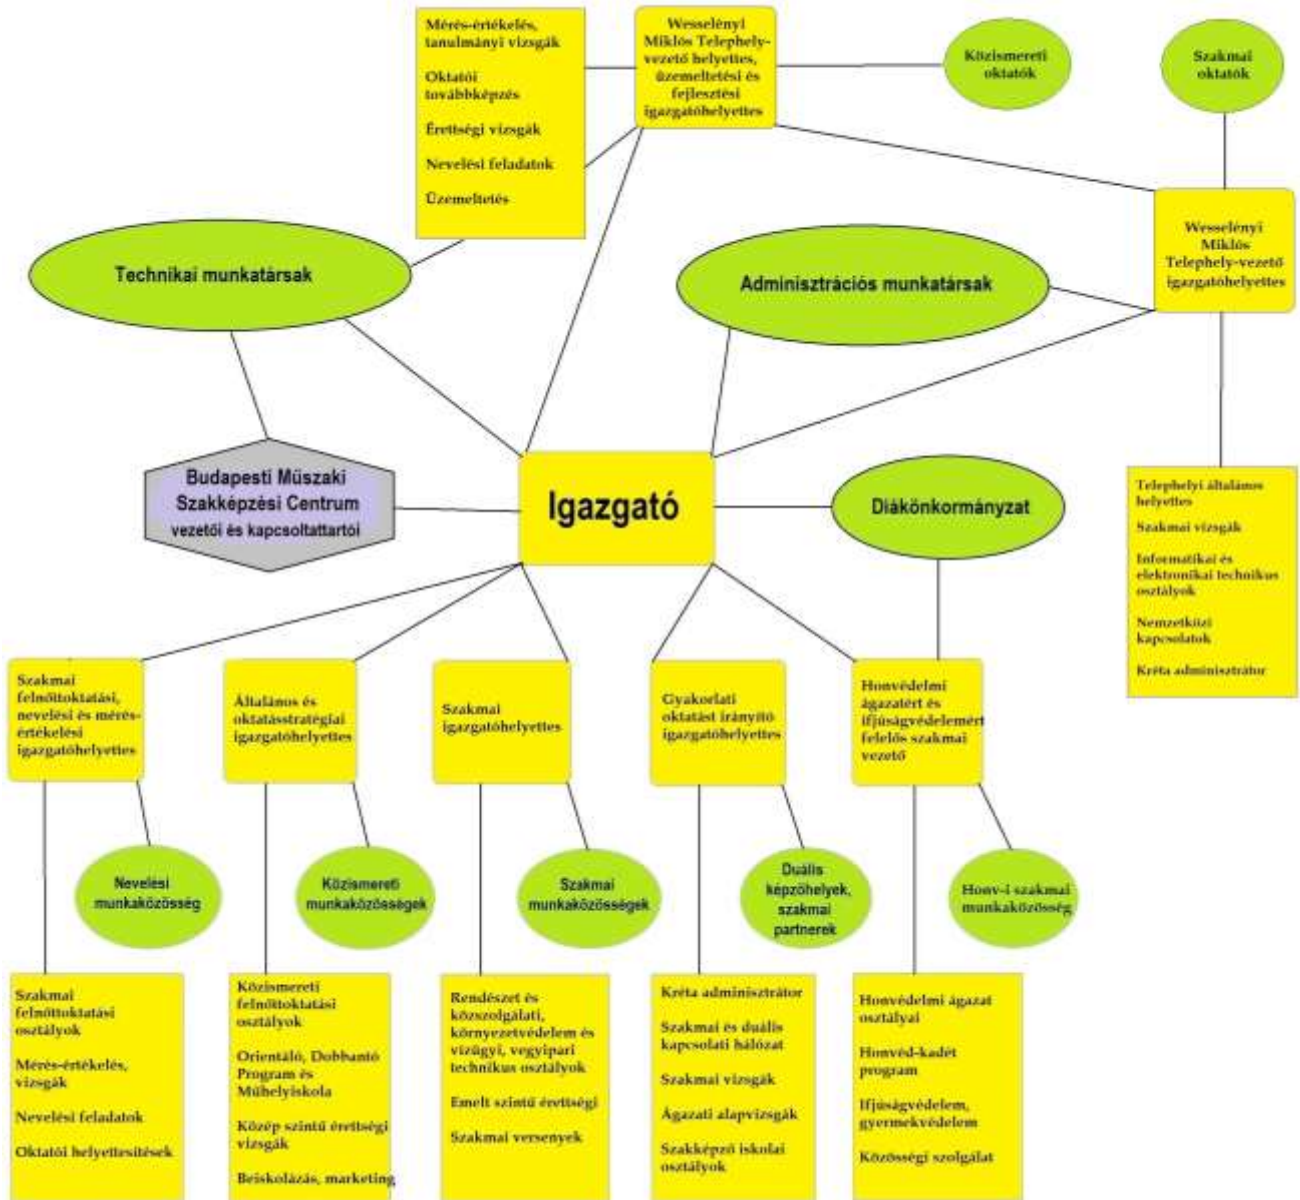 Mérés-értékelés,
tanulmányi vizsgák
Oktatói
továbbképzés
Érettségi vizsgák
Nevelési feladatok
Üzemeltetés
Wesselényi
Miklós Telephely-
vezető helyettes,
üzemeltetési és
fejlesztési
igazgatóhelyettes
Közismereti
oktatók
Szakmai
oktatók
Technikai munkatársak
Adminisztrációs munkatársak
Wesselényi
Miklós
Telephely-vezető
igazgatóhelyettes
Budapesti Műszaki
Szakképzési Centrum
vezetői és kapcsoltattartói
Igazgató
Diákönkormányzat
Telephelyi általános
helyettes
Szakmai vizsgák
Informatikai és
elektronikai technikus
osztályok
Nemzetközi
kapcsolatok
Kréta adminisztrátor
Szakmai
felnőttoktatási,
nevelési és mérés-
értékelési
igazgatóhelyettes
Általános és
oktatásstratégiai
igazgatóhelyettes
Szakmai
igazgatóhelyettes
Gyakorlati
oktatást irányító
igazgatóhelyettes
Honvédelmi
ágazatért és
ifjúságvédelemért
felelős szakmai
vezető
Nevelési
munkaközösség
Közismereti
munkaközösségek
Szakmai
munkaközösségek
Duális
képzőhelyek,
szakmai
partnerek
Honv-i szakmai
munkaközösség
Szakmai
felnőttoktatási
osztályok
Mérés-értékelés,
vizsgák
Nevelési feladatok
Oktatói helyettesítések
Közismereti
felnőttoktatási
osztályok
Orientáló, Dobbantó
Program és
Műhelyiskola
Közép szintű érettségi
vizsgák
Beiskolázás, marketing
Rendészet és
közszolgálati,
környezetvédelem és
vízügyi, vegyipari
technikus osztályok
Emelt szintű érettségi
Szakmai versenyek
Kréta adminisztrátor
Szakmai és duális
kapcsolati hálózat
Szakmai vizsgák
Ágazati alapvizsgák
Szakképző iskolai
osztályok
Honvédelmi ágazat
osztályai
Honvéd-kadét
program
Ifjúságvédelem,
gyermekvédelem
Közösségi szolgálat